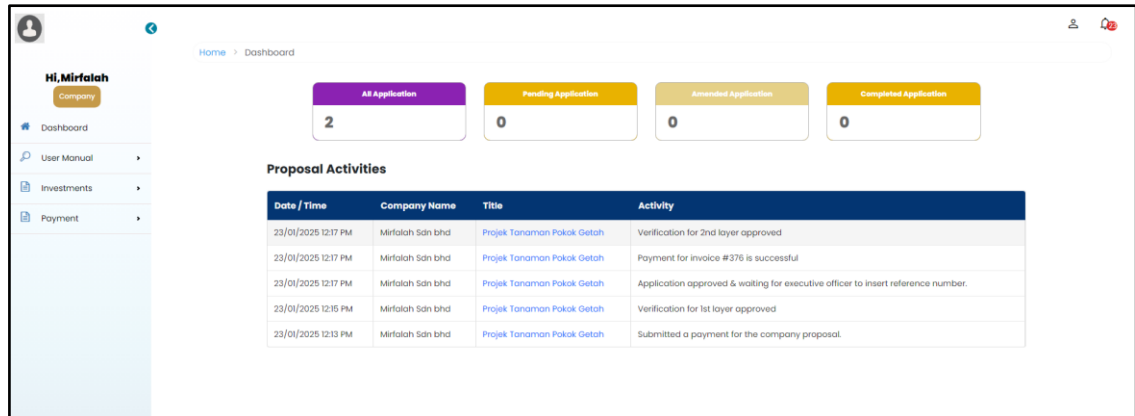 23
Home > Dashboard
Hi,Mirfalah
Company
Dashboard
User Manual
Investments
Payment
All Application
2
Pending Application
0
Amended Application
0
Completed Application
0
Proposal Activities
Date / Time Company Name Title Activity
23/01/2025 12:17 PM Mirfalah Sdn bhd Projek Tanaman Pokok Getah Verification for 2nd layer approved
23/01/2025 12:17 PM Mirfalah Sdn bhd Projek Tanaman Pokok Getah Payment for invoice #376 is successful
23/01/2025 12:17 PM Mirfalah Sdn bhd Projek Tanaman Pokok Getah Application approved & waiting for executive officer to insert reference number.
23/01/2025 12:15 PM Mirfalah Sdn bhd Projek Tanaman Pokok Getah Verification for 1st layer approved
23/01/2025 12:13 PM Mirfalah Sdn bhd Projek Tanaman Pokok Getah Submitted a payment for the company proposal.